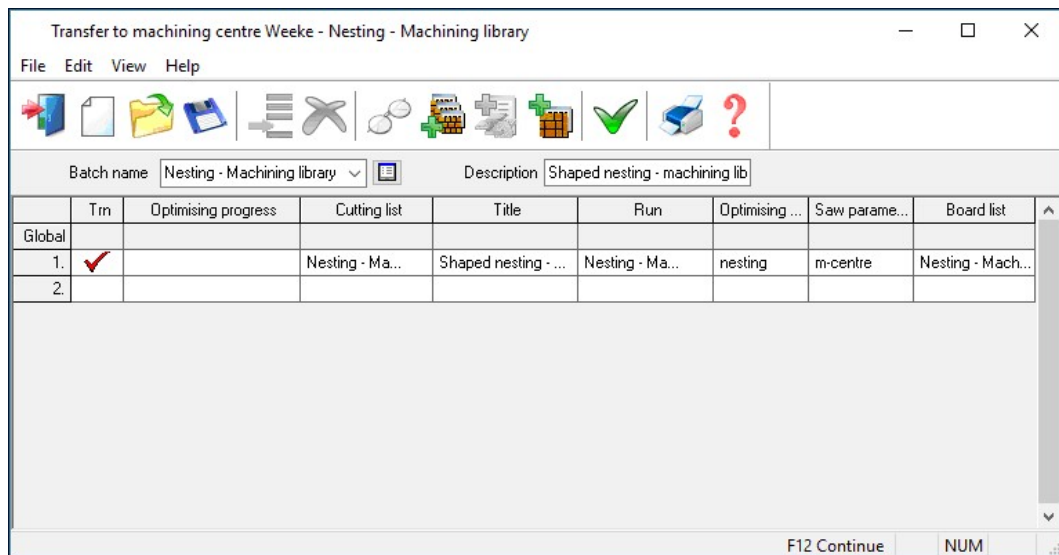 Transfer to machining centre Weeke - Nesting - Machining library
File Edit View Help
Batch name Nesting - Machining library Description Shaped nesting - machining lib
Trn Optimising progress Cutting list Title Run Optimising ... Saw parame... Board list
Global
1. Nesting - Ma... Shaped nesting - ... Nesting - Ma... nesting m-centre Nesting - Mach...
2.
F12 Continue NUM